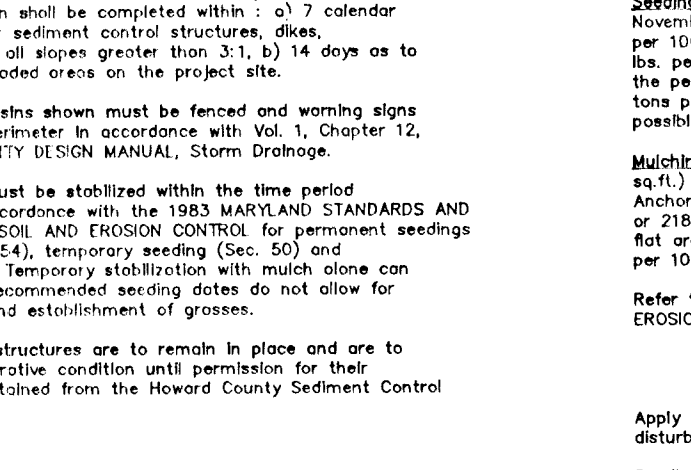 n shall be completed within : a) 7 calendar
sediment control structures, dikes,
all slopes greater than 3:1, b) 14 days as to
aded areas on the project site.
sins shown must be fenced and warning signs
erimeter in accordance with Vol. 1, Chapter 12,
ITY DESIGN MANUAL, Storm Drainage.
ust be stabilized within the time period
cordance with the 1983 MARYLAND STANDARDS AND
SOIL AND EROSION CONTROL for permanent seedings
54), temporary seeding (Sec. 50) and
Temporary stabilization with mulch alone can
ecommended seeding dates do not allow for
nd establishment of grasses.
structures are to remain in place and are to
rative condition until permission for their
tained from the Howard County Sediment Control
Seeding
Novemb
per 10
lbs. pe
the pe
tons p
possibl
Mulchin
sq.ft.)
Anchor
or 218
flat ar
per 10
Refer
EROSIO
Apply
disturb